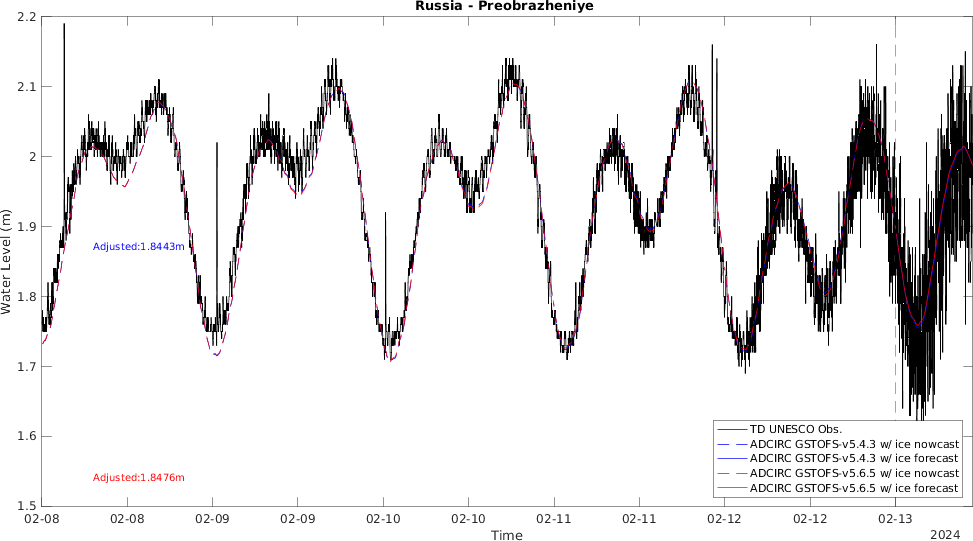 Russia - Preobrazheniye
Water Level (m)
2.2
2.1
2
1.9
1.8
1.7
1.6
1.5
Adjusted:1.8443m
Adjusted:1.8476m
TD UNESCO Obs.
ADCIRC GSTOFS-v5.4.3 w/ ice nowcast
ADCIRC GSTOFS-v5.4.3 w/ ice forecast
ADCIRC GSTOFS-v5.6.5 w/ ice nowcast
ADCIRC GSTOFS-v5.6.5 w/ ice forecast
02-08 02-08 02-09 02-09 02-10 02-10 02-11 02-11 02-12 02-12 02-13
Time
2024